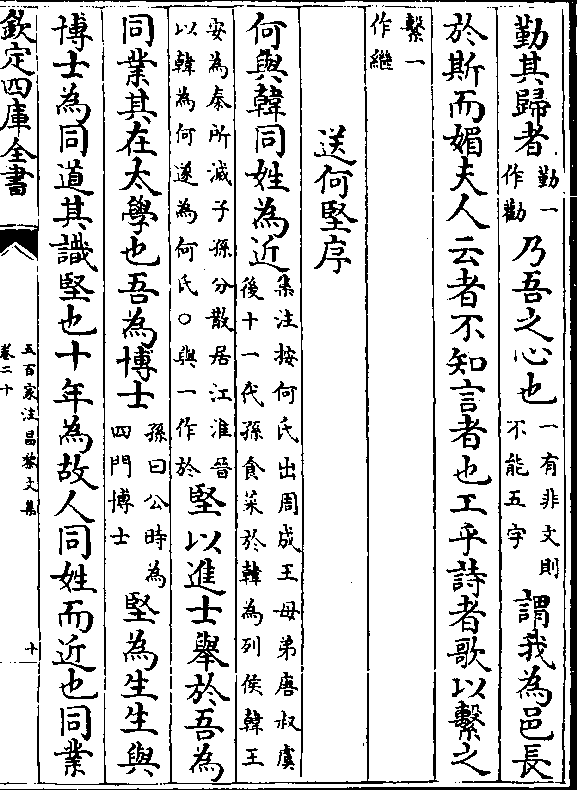 勤其歸者勤一作勸乃吾之心也一有非文則不能五字謂我為邑長
於斯而媚夫人云者不知言者也工乎詩者歌以繫之
繫一作繼
送何堅序
何與韓同姓為近集注按何氏出周成王母弟唐叔虞後十一代孫食菜於韓為列侯韓王
安為秦所滅子孫分散居江淮晉以韓為何遂為何氏○與一作於堅以進士舉於吾為
同業其在太學也吾為博士孫曰公時為四門博士堅為生生與
博士為同道其識堅也十年為故人同姓而近也同業
欽定四庫全書
五百家注昌黎文集
卷二十
十